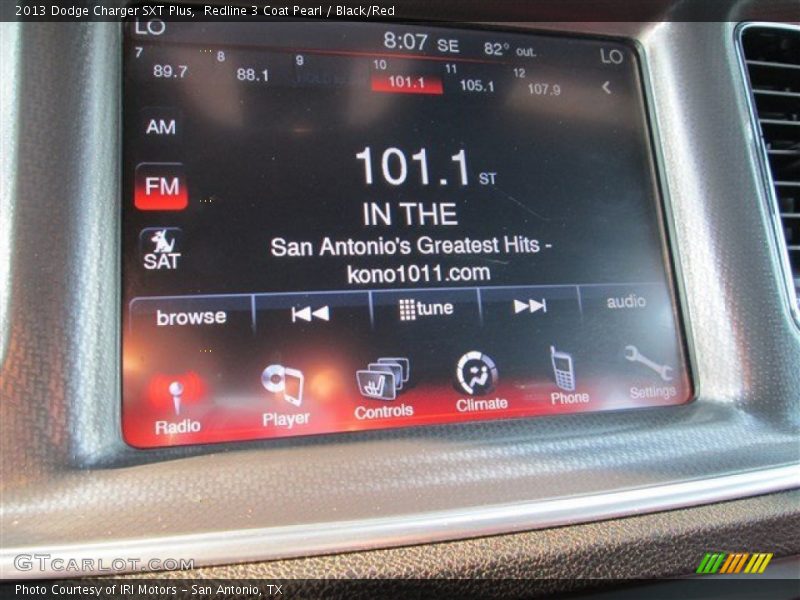 2013 Dodge Charger SXT Plus,  Redline 3 Coat Pearl / Black/Red
LO 8:07 SE 82° out. LO
7 8 9 10 11 12
89.7 88.1 101.1 105.1 107.9
AM
FM
SAT
101.1 ST
IN THE
San Antonio's Greatest Hits -
kono1011.com
browse tune audio
Radio Player Controls Climate Phone Settings
GTCARLOT.COM
Photo Courtesy of IRI Motors - San Antonio, TX